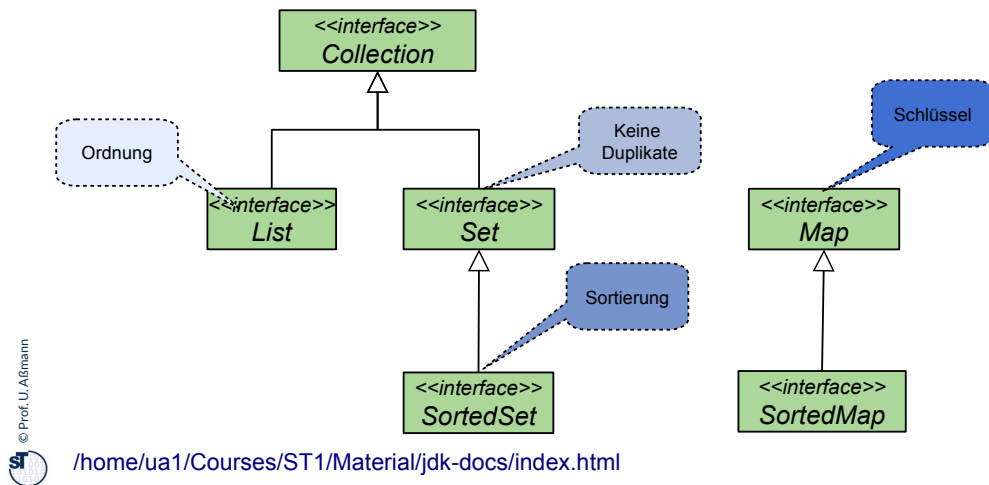 <<interface>>
Collection
Ordnung
Keine
Duplikate
Schlüssel
<<interface>>
List
<<interface>>
Set
<<interface>>
Map
Sortierung
<<interface>>
SortedSet
<<interface>>
SortedMap
© Prof. U. Aßmann
ST
/home/ua1/Courses/ST1/Material/jdk-docs/index.html